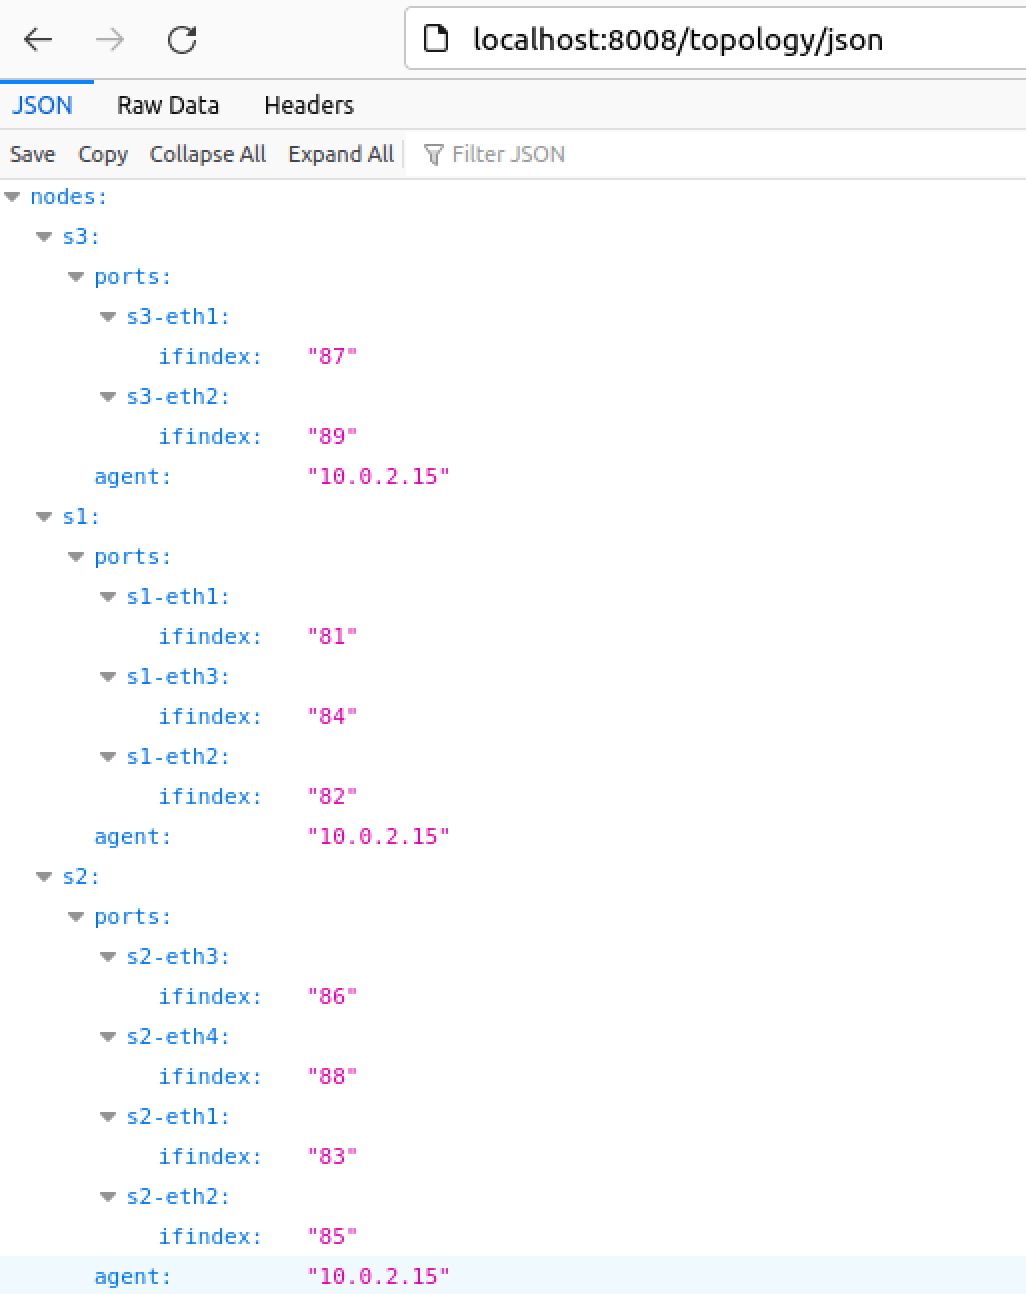 localhost:8008/topology/json
JSON Raw Data Headers
Save Copy Collapse All Expand All Filter JSON
nodes:
s3:
ports:
s3-eth1:
ifindex: "87"
s3-eth2:
ifindex: "89"
agent: "10.0.2.15"
s1:
ports:
s1-eth1:
ifindex: "81"
s1-eth3:
ifindex: "84"
s1-eth2:
ifindex: "82"
agent: "10.0.2.15"
s2:
ports:
s2-eth3:
ifindex: "86"
s2-eth4:
ifindex: "88"
s2-eth1:
ifindex: "83"
s2-eth2:
ifindex: "85"
agent: "10.0.2.15"